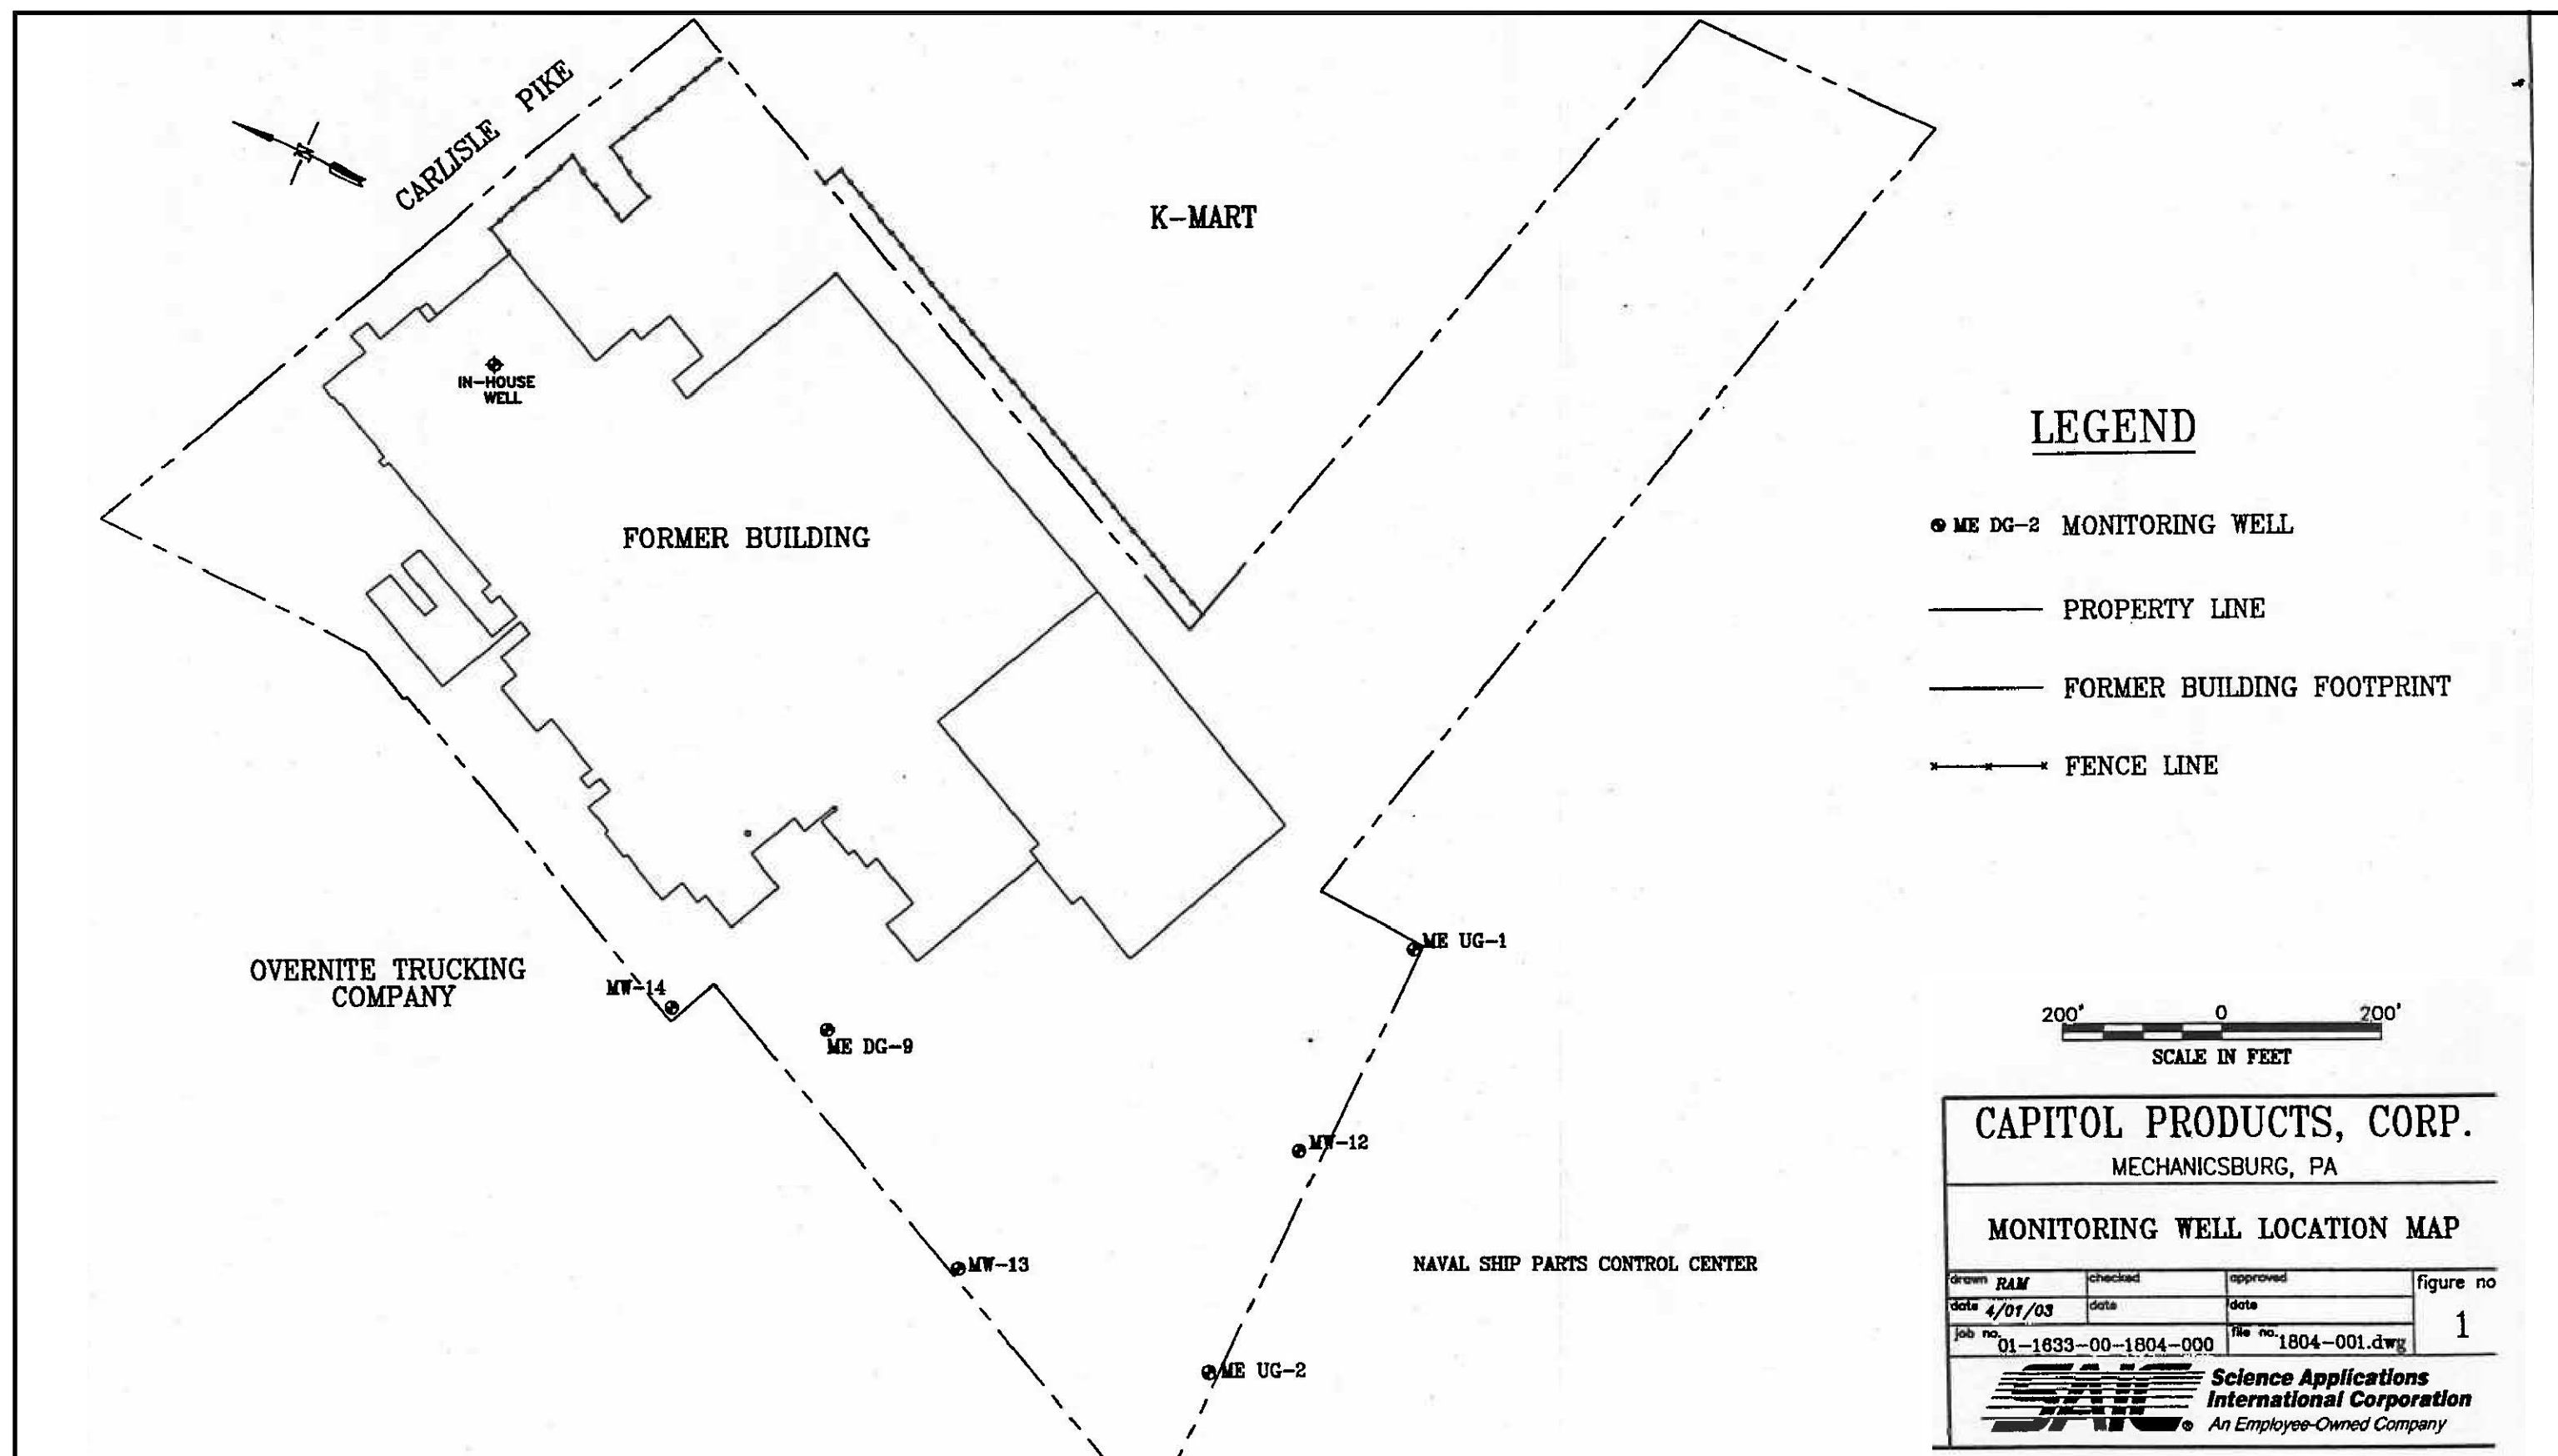 CARLISLE PIKE
N
K-MART
IN-HOUSE
WELL
FORMER BUILDING
OVERNITE TRUCKING
COMPANY
MW-14
ME DG-9
ME UG-1
MW-12
MW-13
ME UG-2
NAVAL SHIP PARTS CONTROL CENTER
LEGEND
ME DG-2 MONITORING WELL
PROPERTY LINE
FORMER BUILDING FOOTPRINT
FENCE LINE
200' 0 200'
SCALE IN FEET
CAPITOL PRODUCTS, CORP.
MECHANICSBURG, PA
MONITORING WELL LOCATION MAP
drawn RAM checked approved figure no
date 4/01/03 date date 1
job no. 01-1633-00-1804-000 file no. 1804-001.dwg
SAIC® Science Applications
International Corporation
An Employee-Owned Company